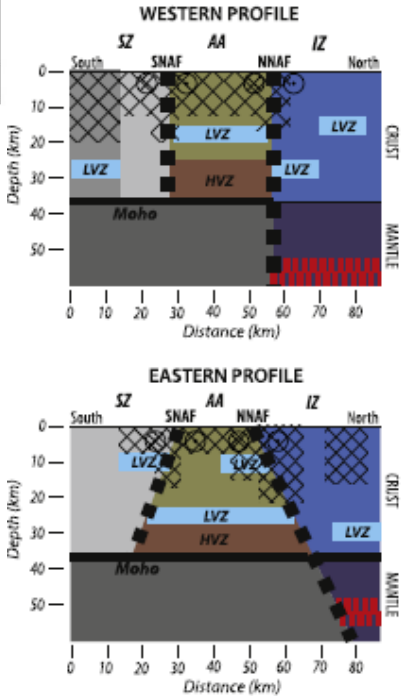 WESTERN PROFILE
SZ AA IZ
South SNAF NNAF North
0
10
20
30
40
50
Depth (km)
LVZ
LVZ
LVZ HVZ LVZ
Moho
CRUST
MANTLE
0 10 20 30 40 50 60 70 80
Distance (km)
EASTERN PROFILE
SZ AA IZ
South SNAF NNAF North
0
10
20
30
40
50
Depth (km)
LVZ LVZ
LVZ
HVZ LVZ
Moho
CRUST
MANTLE
0 10 20 30 40 50 60 70 80
Distance (km)